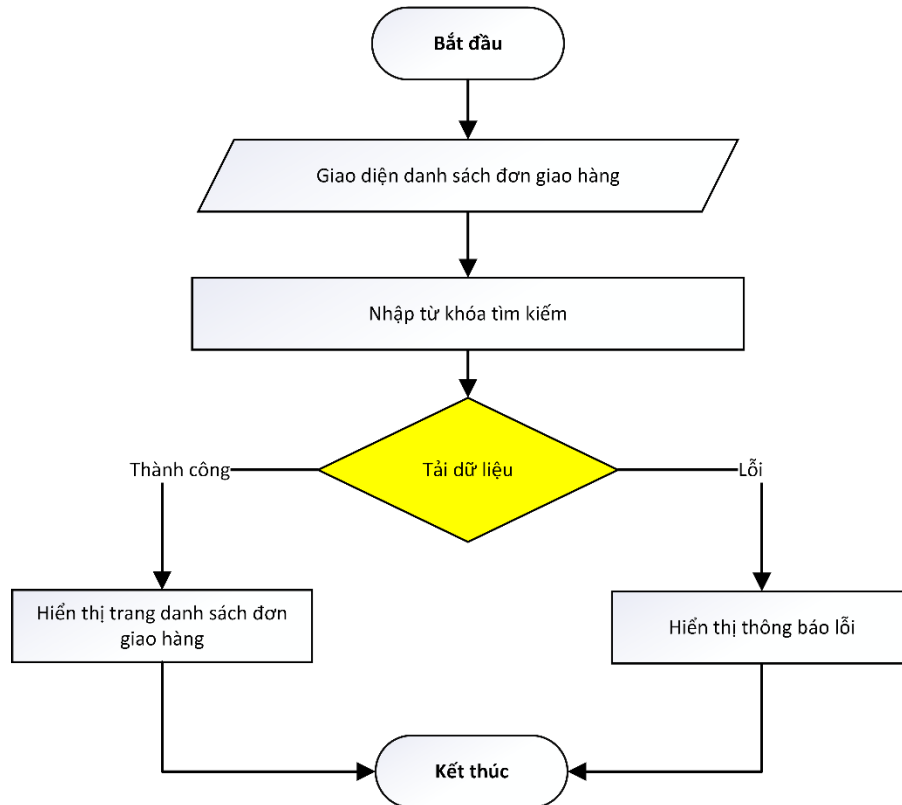 Bắt đầu
Giao diện danh sách đơn giao hàng
Nhập từ khóa tìm kiếm
Tải dữ liệu
Thành công
Lỗi
Hiển thị trang danh sách đơn
giao hàng
Hiển thị thông báo lỗi
Kết thúc